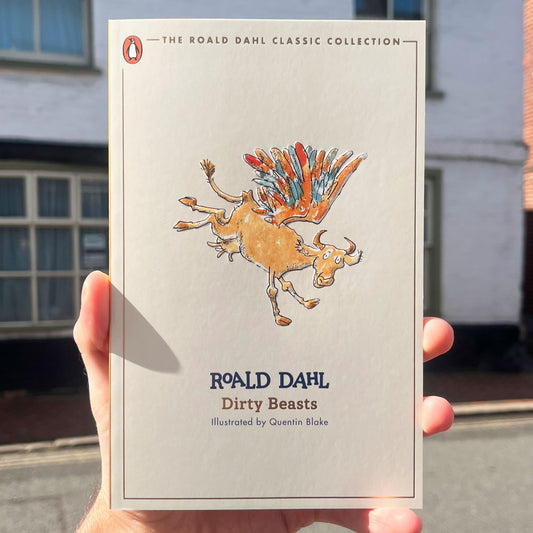 THE ROALD DAHL CLASSIC COLLECTION
ROALD DAHL
Dirty Beasts
Illustrated by Quentin Blake